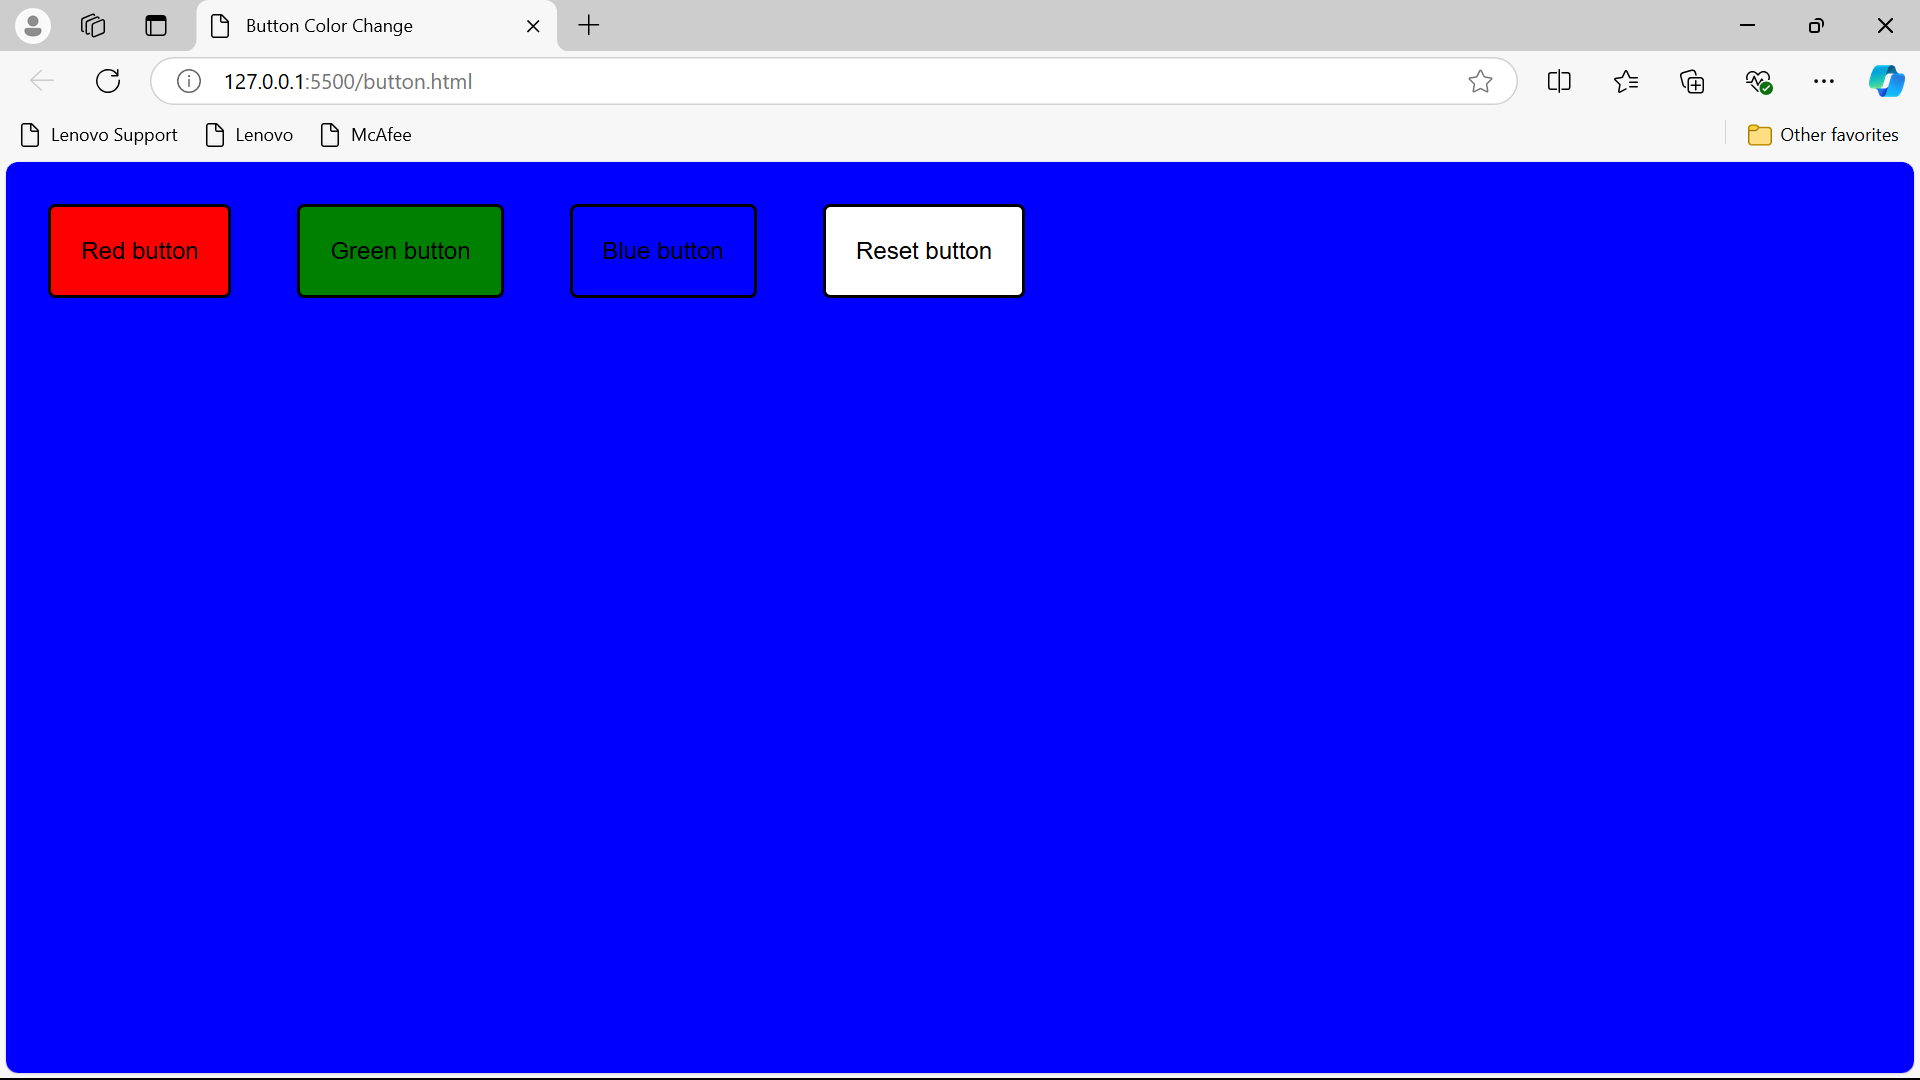 Button Color Change
127.0.0.1:5500/button.html
Lenovo Support Lenovo McAfee Other favorites
Red button Green button Blue button Reset button